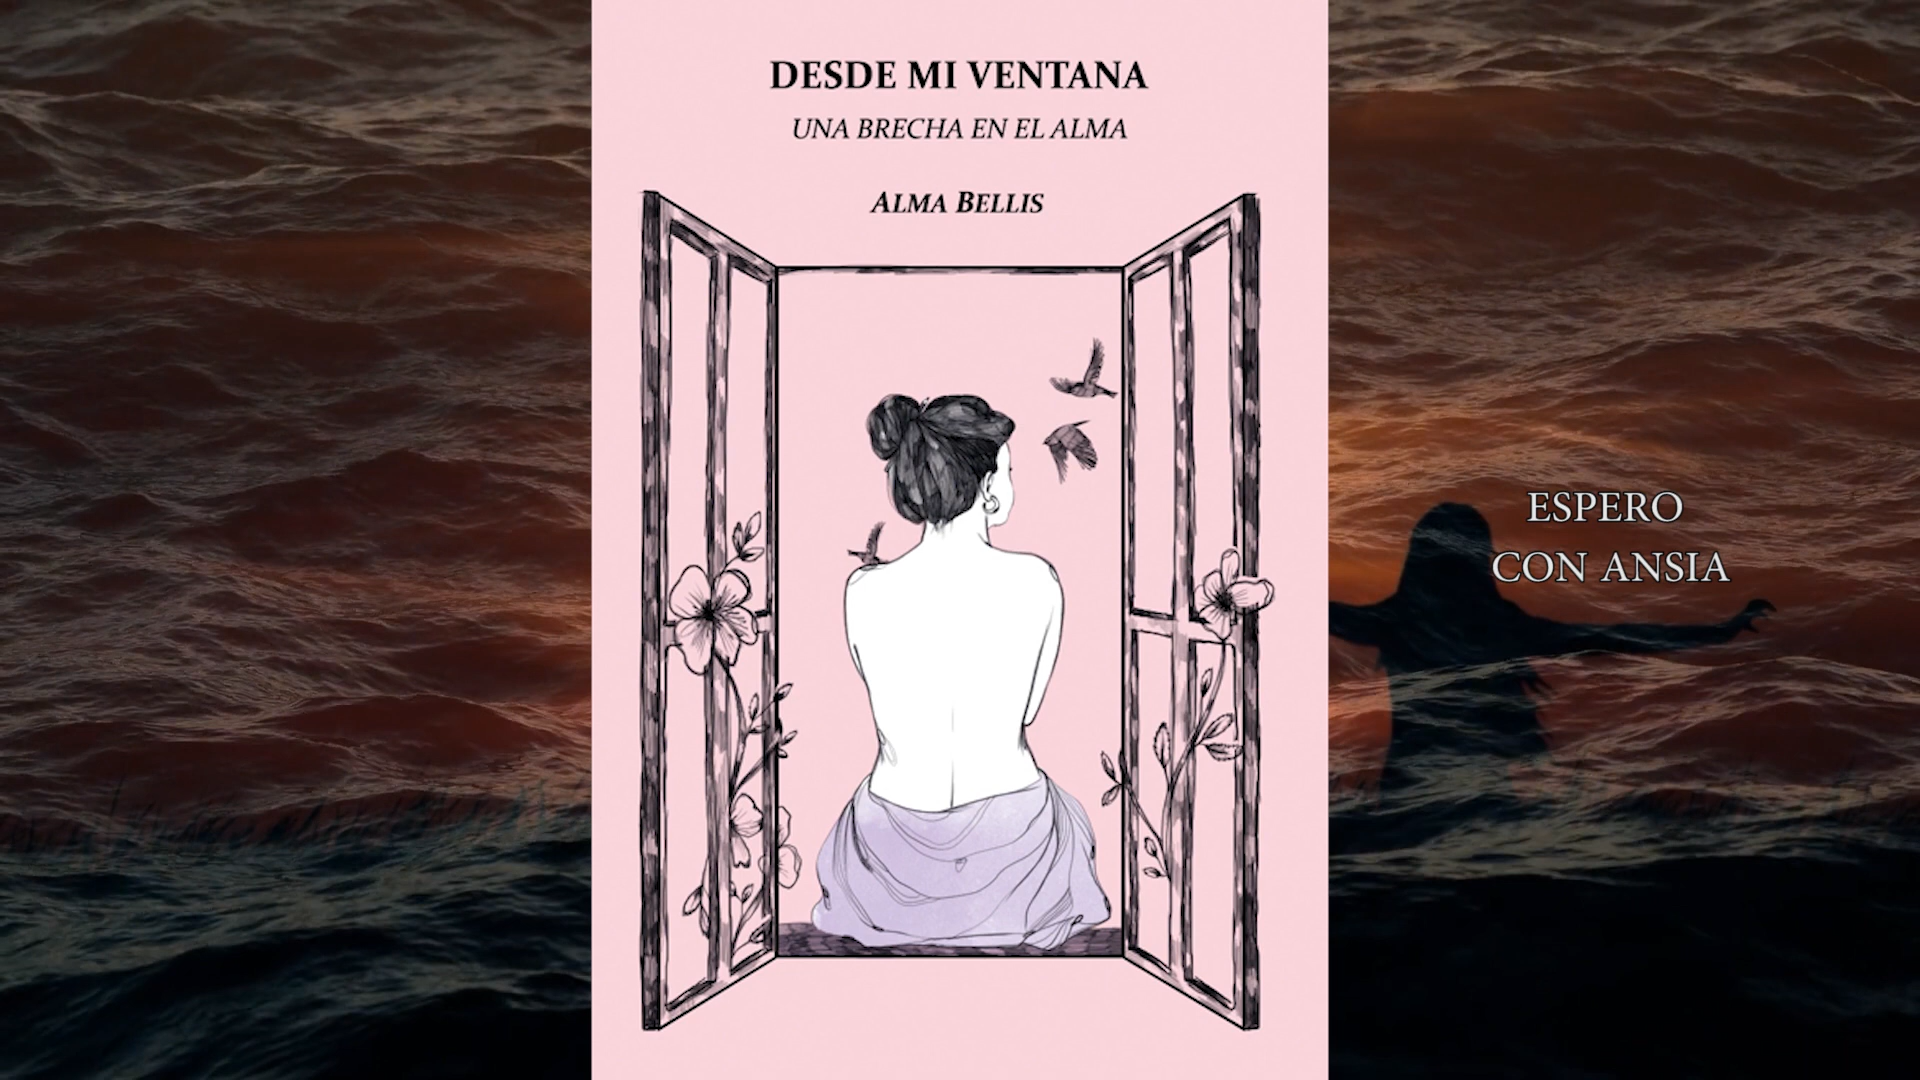 DESDE MI VENTANA
UNA BRECHA EN EL ALMA
ALMA BELLIS
ESPERO
CON ANSIA